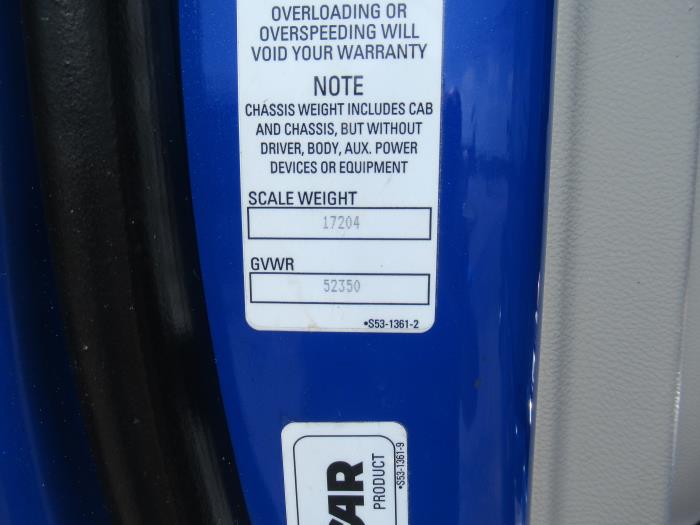 OVERLOADING OR
OVERSPEEDING WILL
VOID YOUR WARRANTY
NOTE
CHASSIS WEIGHT INCLUDES CAB
AND CHASSIS, BUT WITHOUT
DRIVER, BODY, AUX. POWER
DEVICES OR EQUIPMENT
SCALE WEIGHT
17204
GVWR
52350
•S53-1361-2
PRODUCT
•S53-1361-9